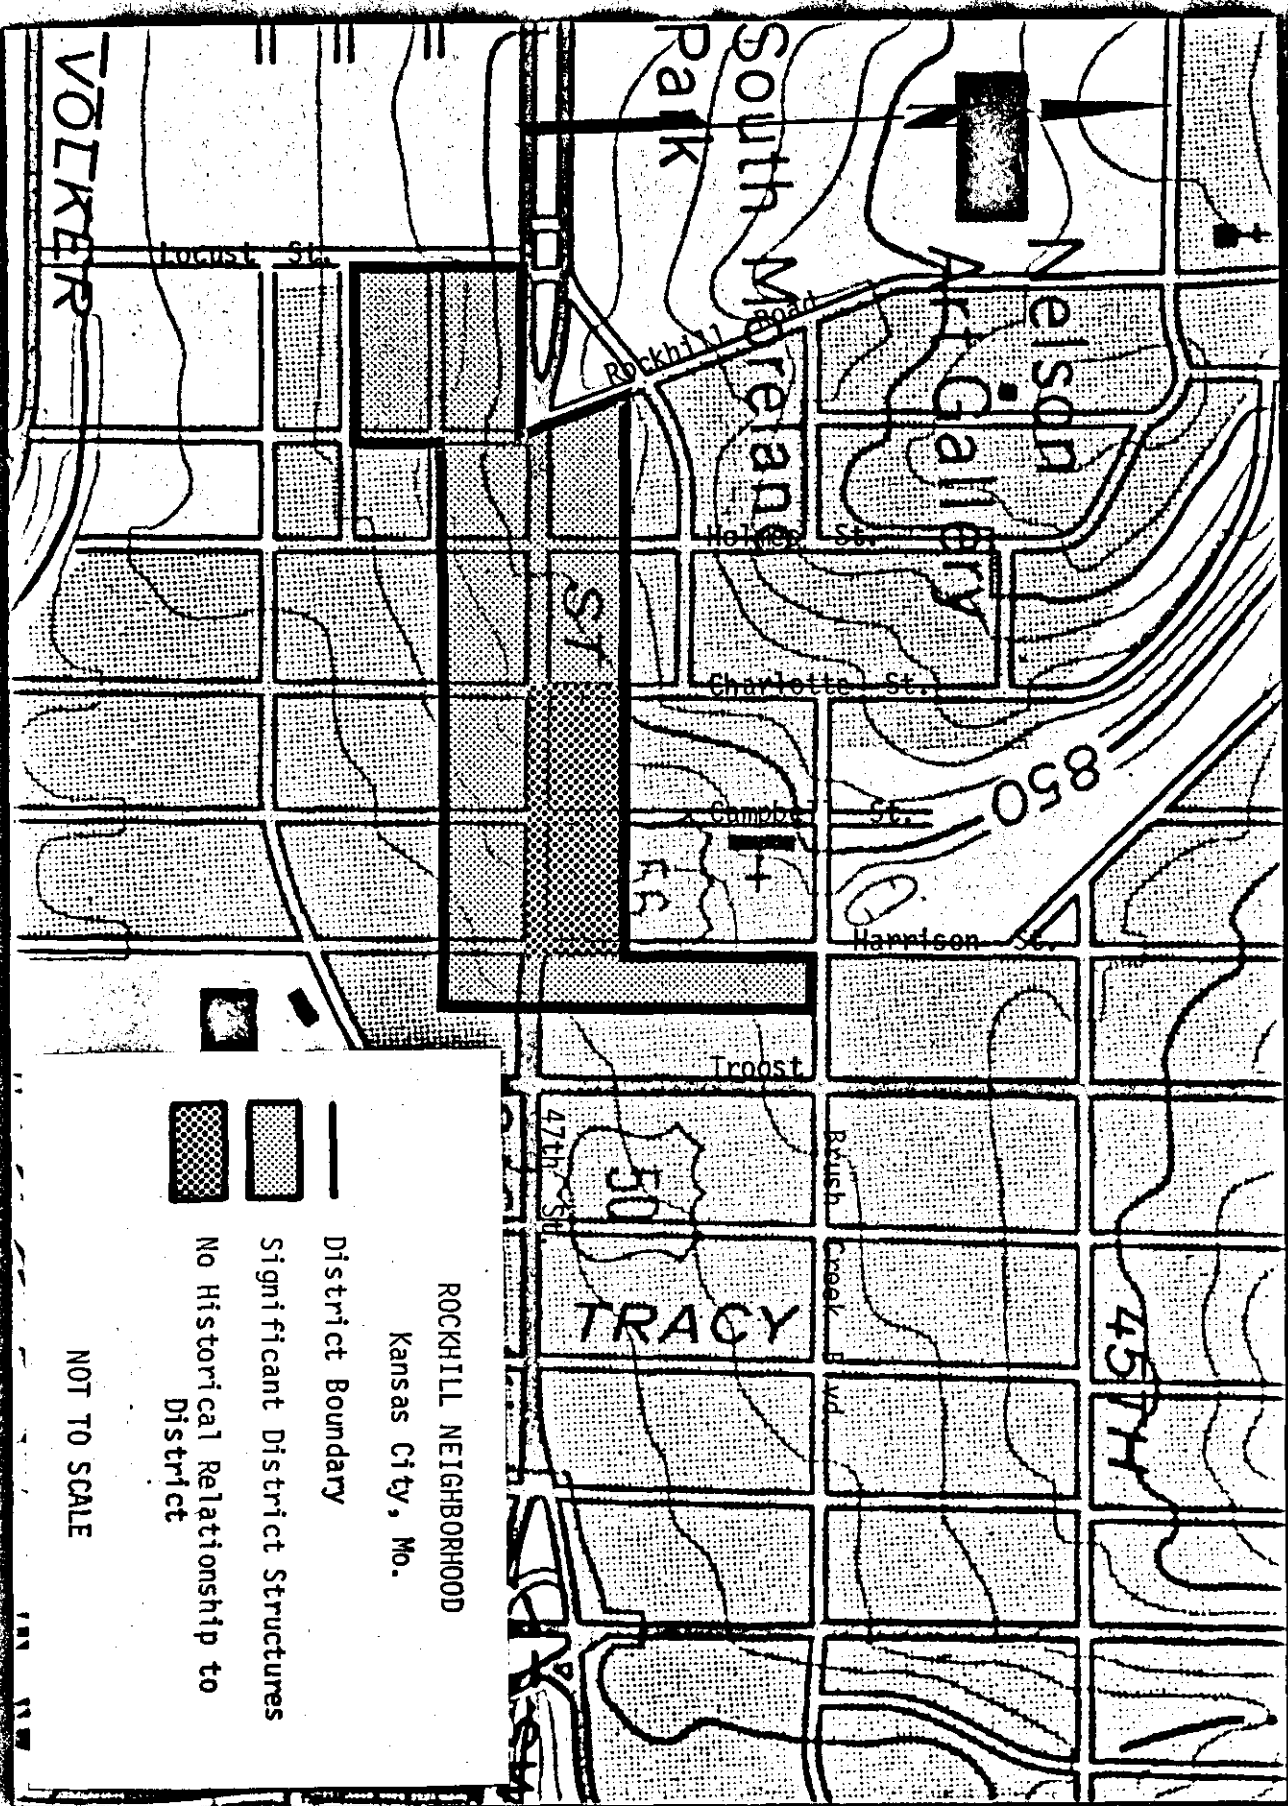 Nelson
Art Gallery
South Moreland
Park
VOLKER
Locust St.
Rockhill Road
Holmes St.
Charlotte St.
St.
Harrison St.
Troost
47th St
ST
Brush Creek
850
50
TRACY
45TH
ROCKHILL NEIGHBORHOOD
Kansas City, Mo.
District Boundary
Significant District Structures
No Historical Relationship to
District
NOT TO SCALE